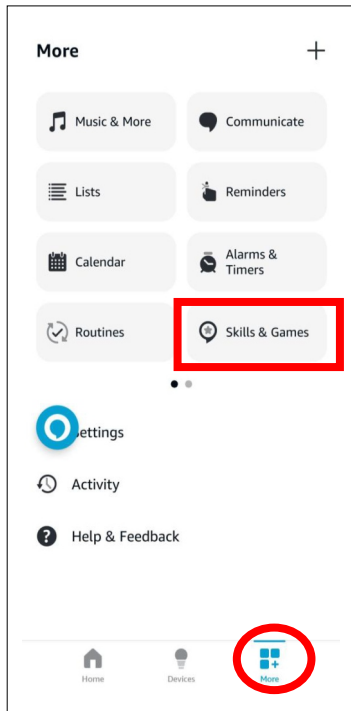 More
Music & More
Communicate
Lists
Reminders
Calendar
Alarms &
Timers
Routines
Skills & Games
ettings
Activity
Help & Feedback
Home
Devices
More